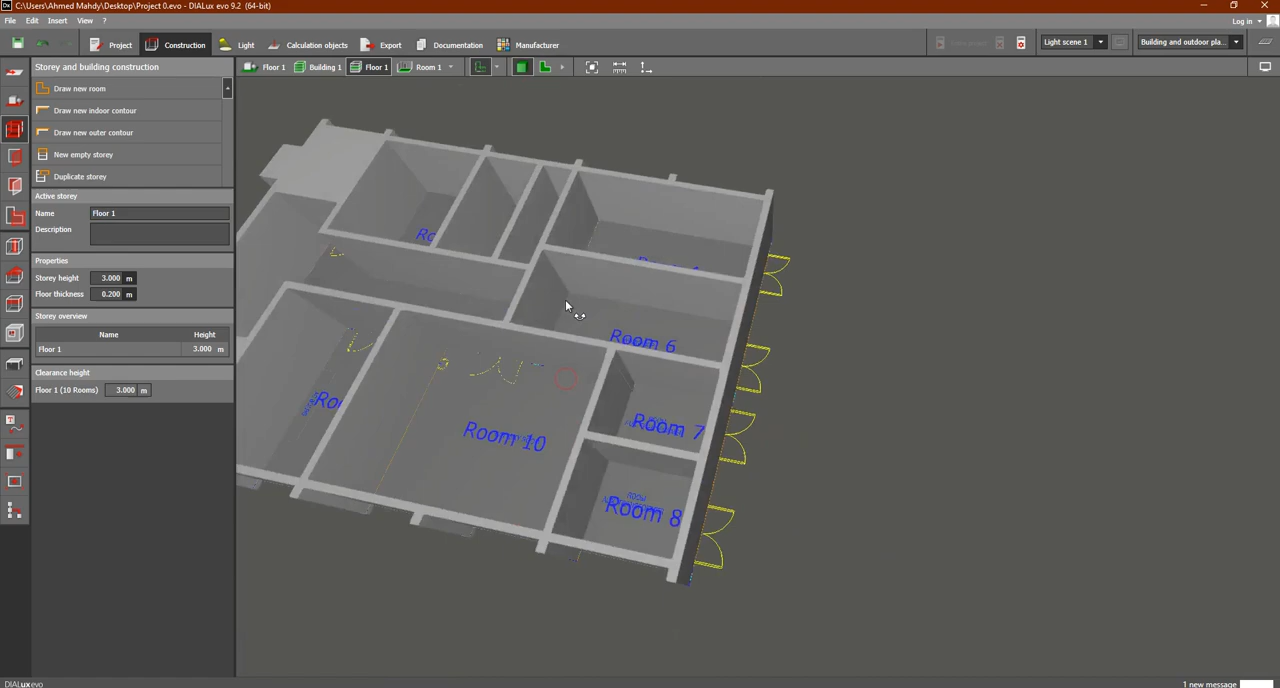 C:\Users\Ahmed Mahdy\Desktop\Project 0.evo - DIALux evo 9.2 (64-bit)
File Edit Insert View ?
Log in
Project Construction Light Calculation objects Export Documentation Manufacturer
Light scene 1 Building and outdoor pla...
Storey and building construction
Floor 1 Building 1 Floor 1 Room 1
Draw new room
Draw new indoor contour
Draw new outer contour
New empty storey
Duplicate storey
Active storey
Name Floor 1
Description
Properties
Storey height 3.000 m
Floor thickness 0.200 m
Storey overview
Name Height
Floor 1 3.000 m
Clearance height
Floor 1 (10 Rooms) 3.000 m
Room 6
Room 7
Room 10
ROOM
Room 8
DIALux evo
1 new message